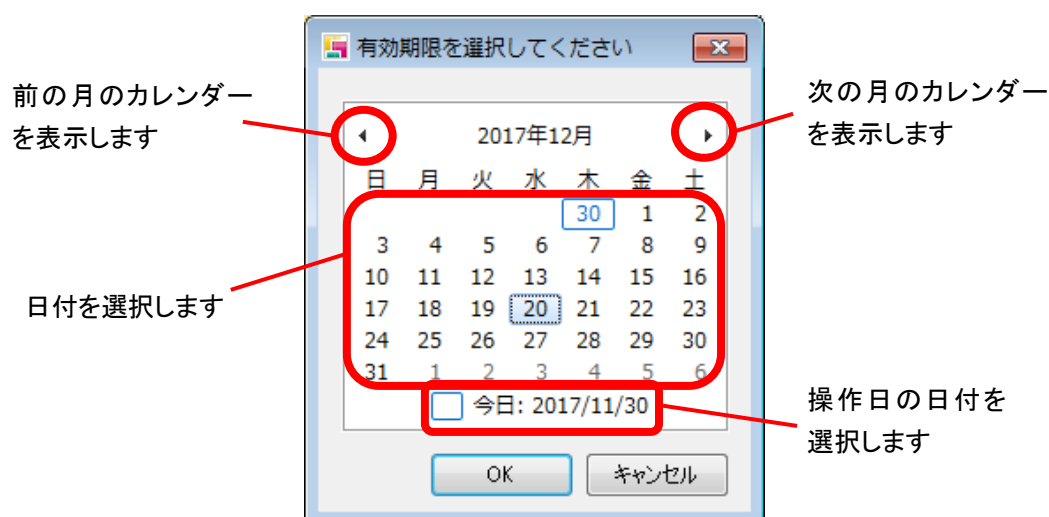 有効期限を選択してくださ�い
前の月のカレンダー
を表示します
次の月のカレンダー
を表示します
2017年12月
日 月 火 水 木 金 土
30 1 2
3 4 5 6 7 8 9
10 11 12 13 14 15 16
17 18 19 20 21 22 23
24 25 26 27 28 29 30
31 1 2 3 4 5 6
今日: 2017/11/30
日付を選択します
操作日の日付を
選択します
OK
キャンセル